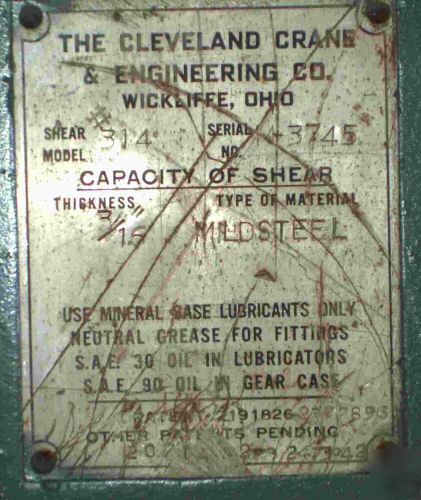 THE CLEVELAND CRANE
& ENGINEERING CO.
WICKLIFFE, OHIO
SHEAR MODEL 314 SERIAL NO. -3745
CAPACITY OF SHEAR
THICKNESS TYPE OF MATERIAL
3/16" MILDSTEEL
USE MINERAL BASE LUBRICANTS ONLY
NEUTRAL GREASE FOR FITTINGS
S.A.E. 30 OIL IN LUBRICATORS
S.A.E. 90 OIL IN GEAR CASE
PATENT 2191826
OTHER PATENTS PENDING